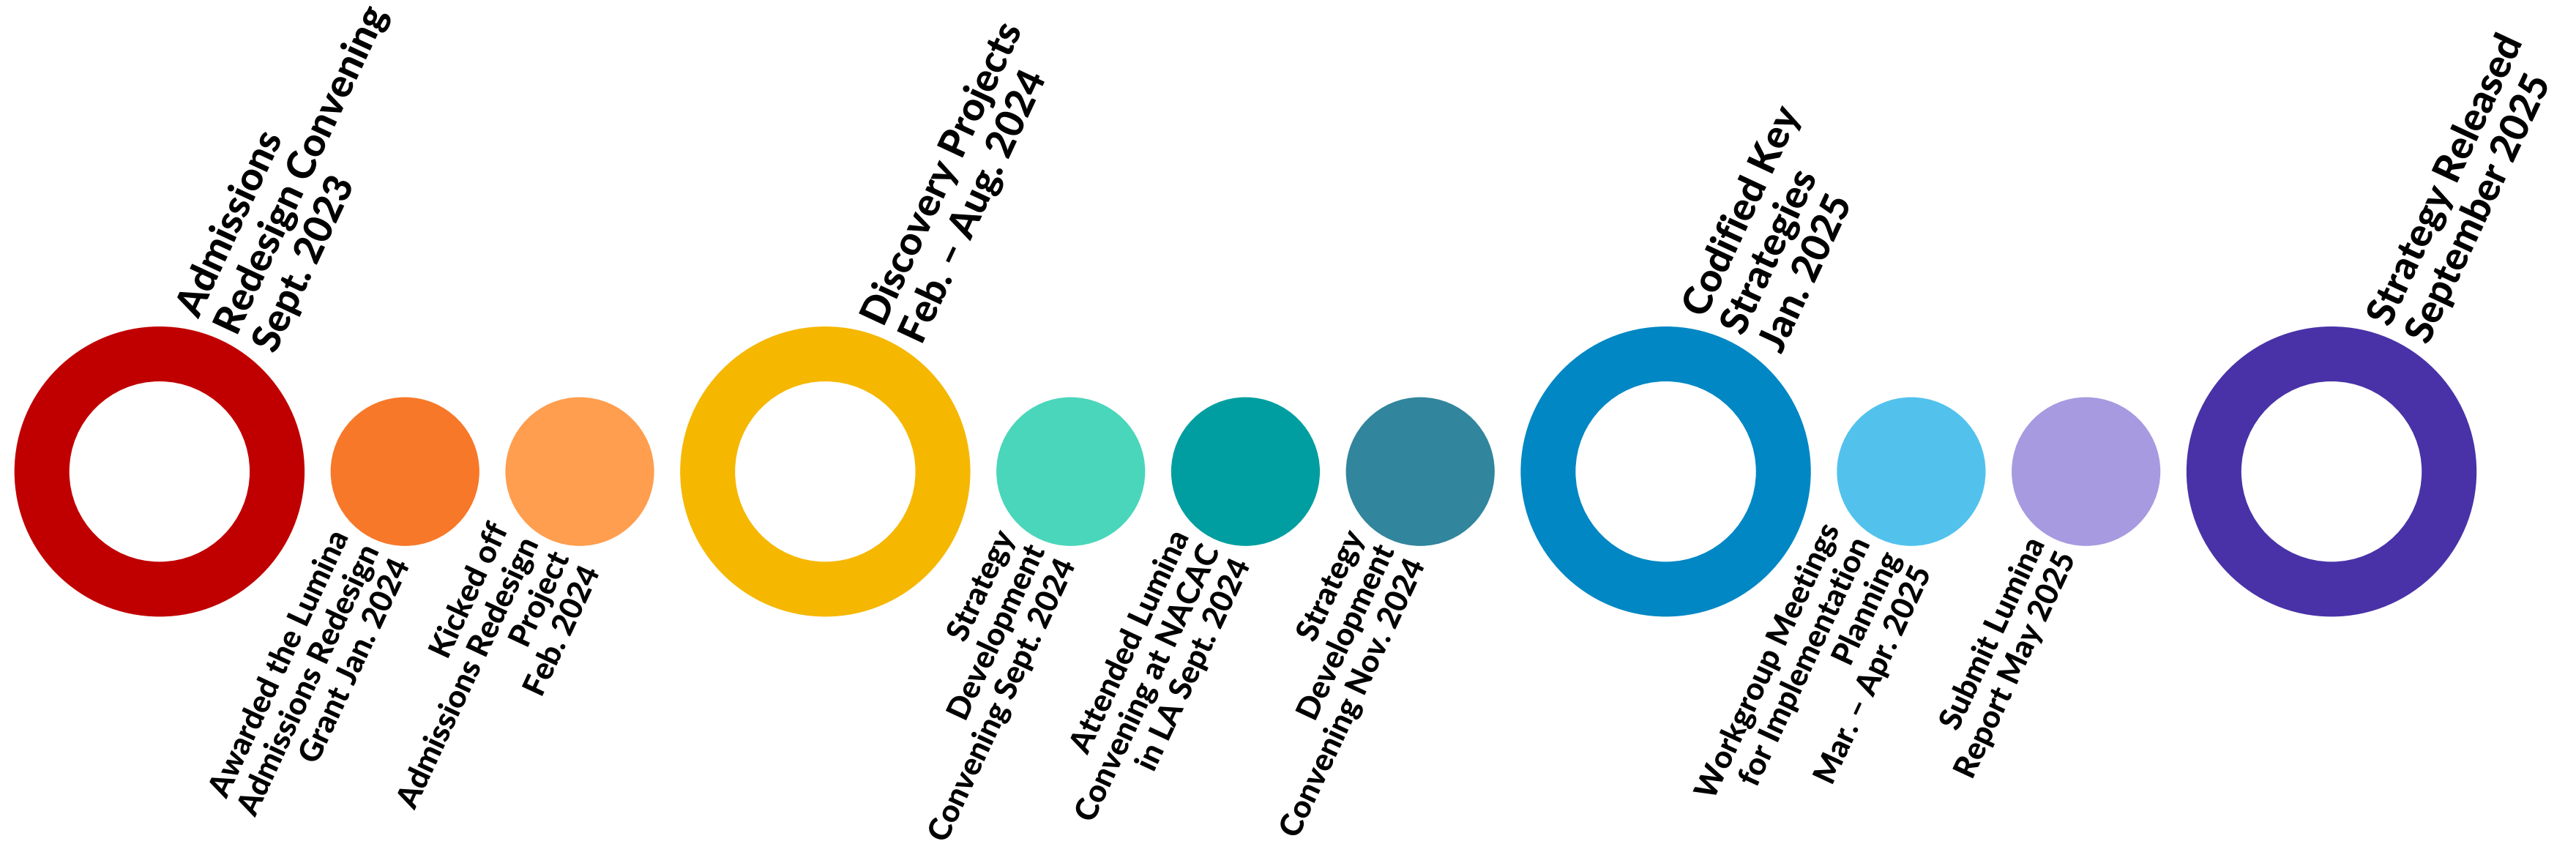 Admissions
Redesign Convening
Sept. 2023
Awarded the Lumina
Admissions Redesign
Grant Jan. 2024
Kicked off
Admissions Redesign
Project
Feb. 2024
Discovery Projects
Feb. – Aug. 2024
Strategy
Development
Convening Sept. 2024
Attended Lumina
Convening at NACAC
in LA Sept. 2024
Strategy
Development
Convening Nov. 2024
Codified Key
Strategies
Jan. 2025
Workgroup Meetings
for Implementation
Planning
Mar. – Apr. 2025
Submit Lumina
Report May 2025
Strategy Released
September 2025